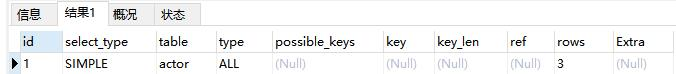 信息 结果1 概况 状态
id select_type table type possible_keys key key_len ref rows Extra
1 SIMPLE actor ALL (Null) (Null) (Null) (Null) 3 (Null)